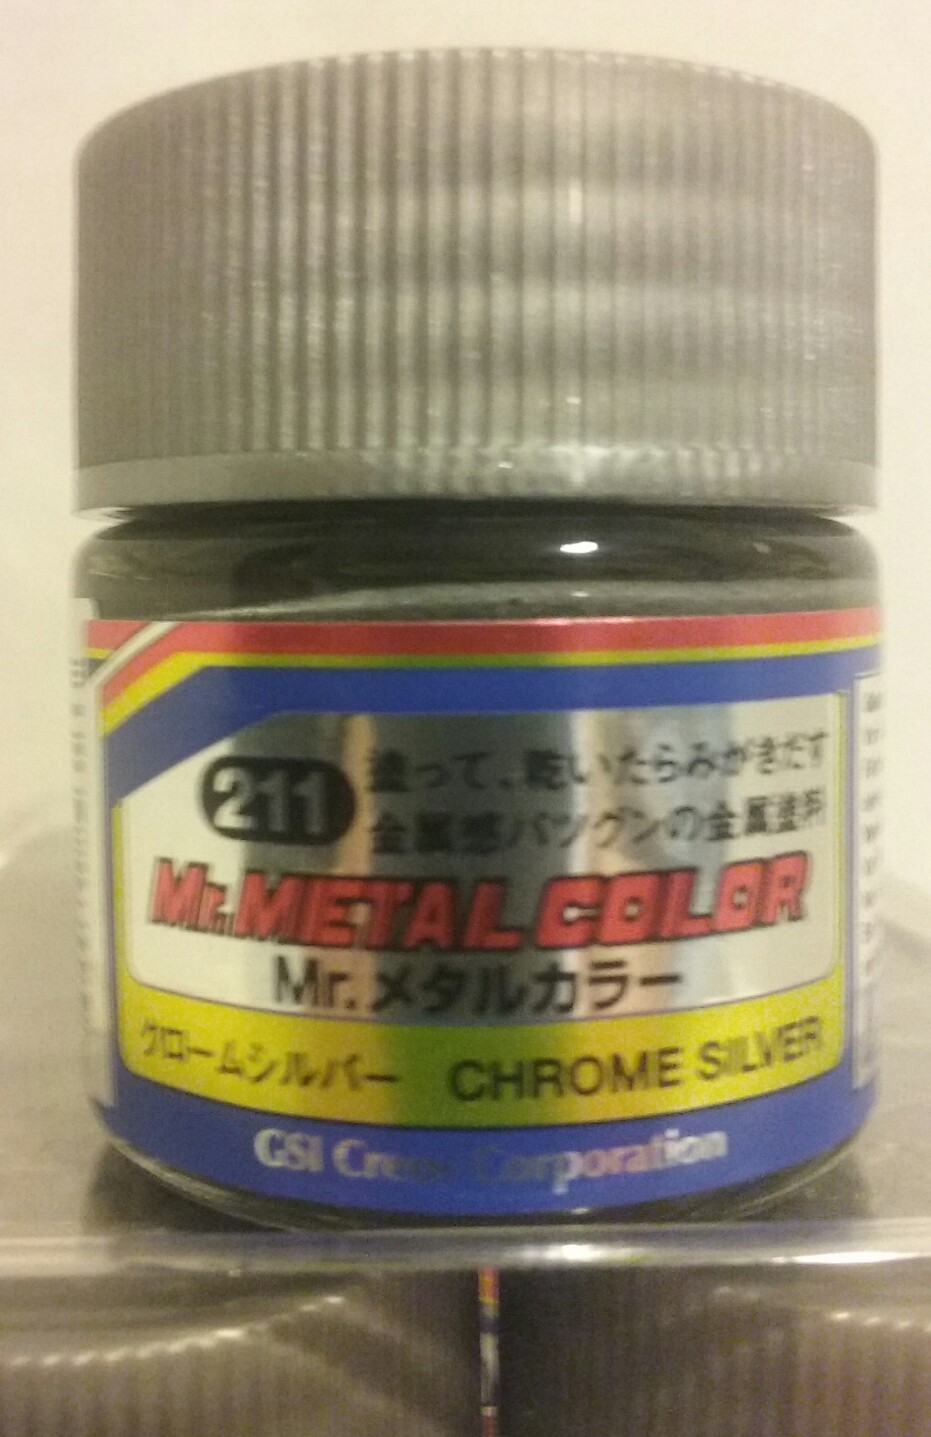 211
塗って、乾いたらみがきだす
金属感バツグンの金属塗料
Mr. METAL COLOR
Mr.メタルカラー
クロームシルバー CHROME SILVER
GSI Creos Corporation